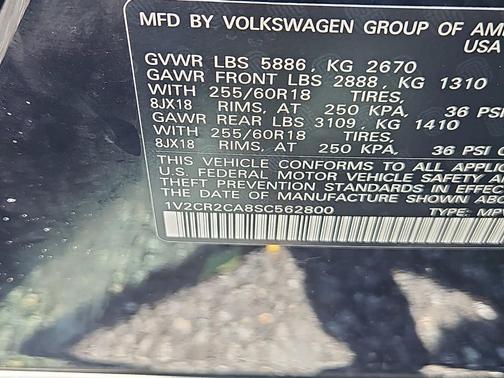 MFD BY VOLKSWAGEN GROUP OF AME
USA
GVWR LBS 5886 , KG 2670
GAWR FRONT LBS 2888 , KG 1310
WITH 255/60R18 TIRES,
8JX18 RIMS, AT 250 KPA, 36 PSI
GAWR REAR LBS 3109 , KG 1410
WITH 255/60R18 TIRES,
8JX18 RIMS, AT 250 KPA, 36 PSI C
THIS VEHICLE CONFORMS TO ALL APPLIC
U.S. FEDERAL MOTOR VEHICLE SAFETY A
THEFT PREVENTION STANDARDS IN EFFEC
THE DATE OF MANUFACTURE SHOWN ABO
1V2CR2CA8SC562800 TYPE: MP